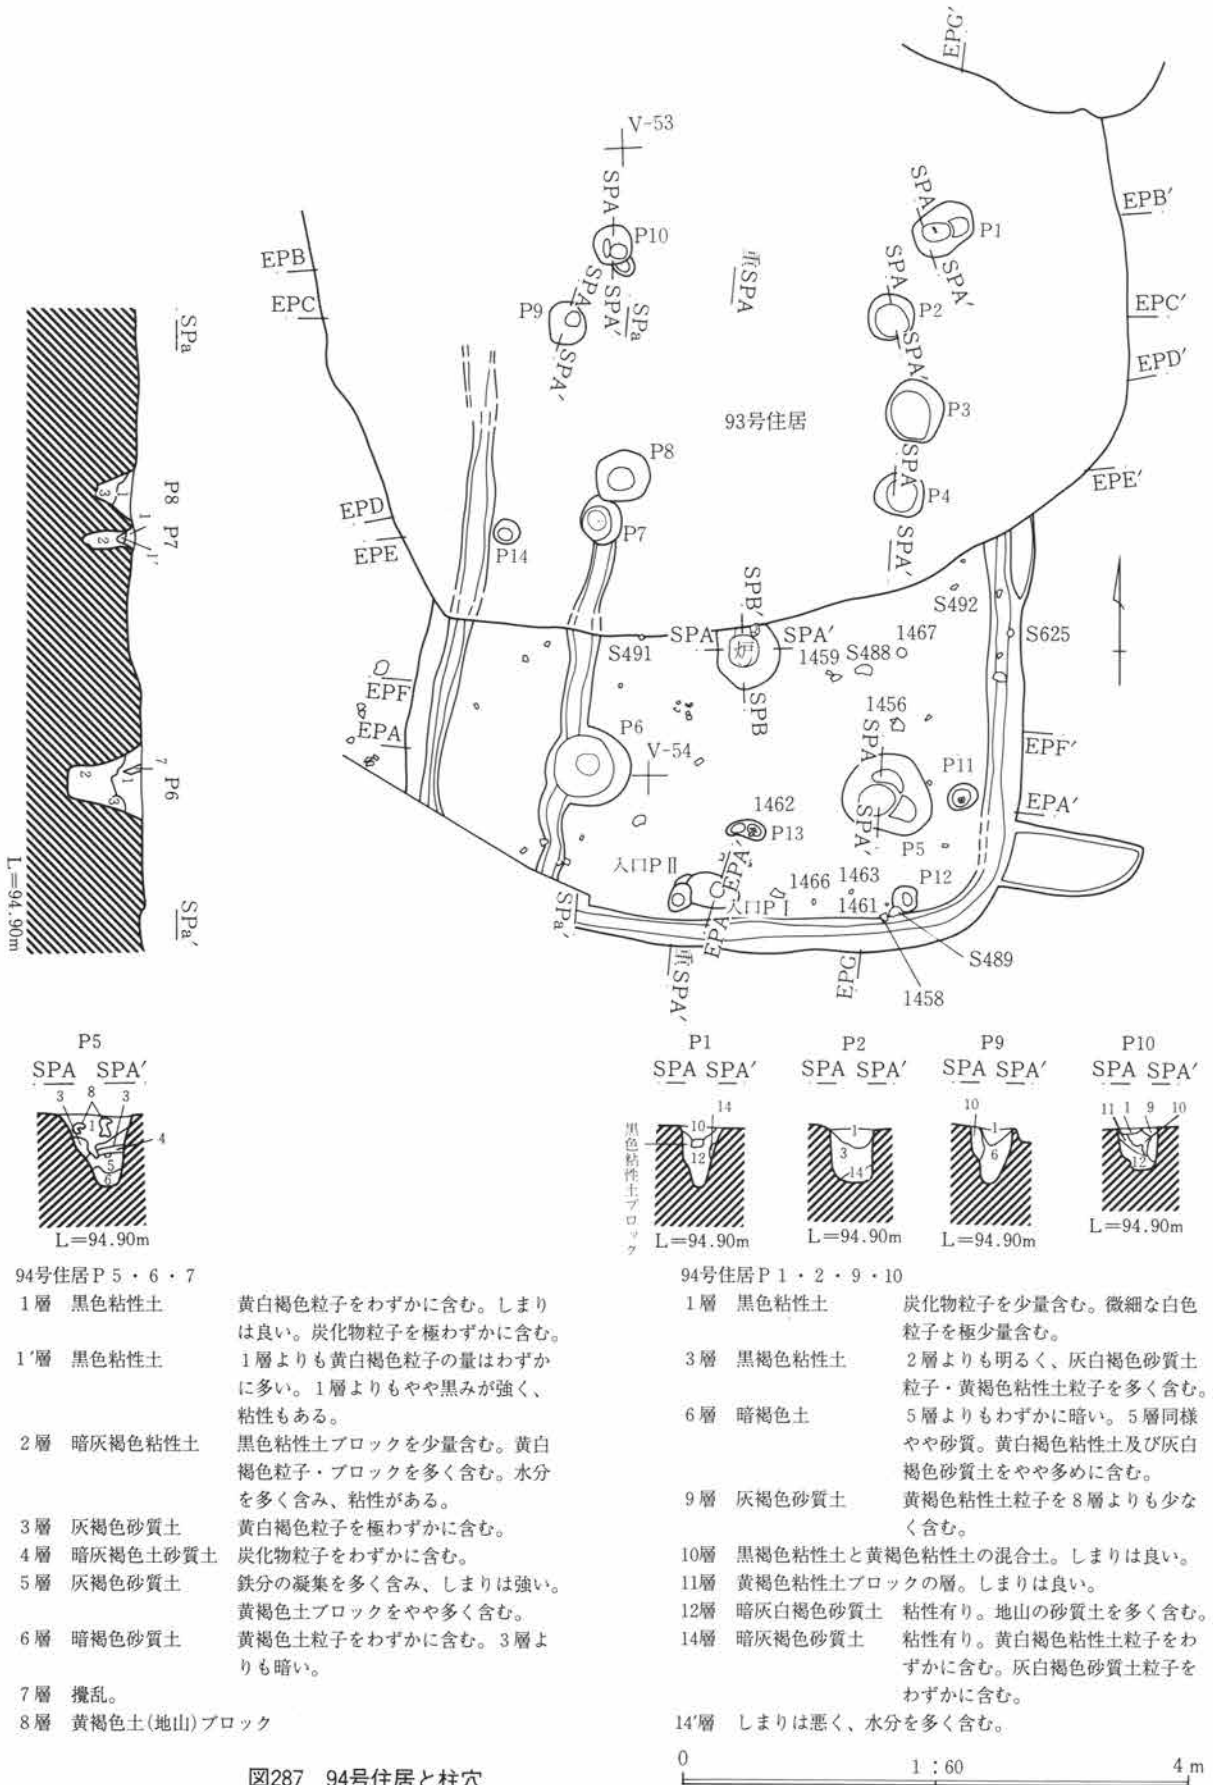 EPG′
V-53
SPA
P10
SPA
P1
SPA′
EPB′
EPB
EPC
P9
SPA
SPA′
SPA′
SPa
重SPA
SPA
P2
SPA′
EPC′
EPD′
P3
93号住居
SPA
P4
SPA′
EPE′
P8
P7
EPD
EPE
P14
SPa
P8
1
3
P7
1
2
1′
P6
7
1
2
3
SPa′
L=94.90m
SPB′
SPA
炉
SPA′
SPB
S491
S492
1467
1459
S488
S625
1456
EPF
EPA
P6
V-54
SPA
P11
EPF′
EPA′
SPA′
P5
1462
P13
EPA′
入口PⅡ
入口PⅠ
EPA
1466
1463
1461
P12
S489
1458
SPa′
重SPA′
EPG
P5
SPA SPA′
3 8 3
1
4
5
6
L=94.90m
P1
SPA SPA′
14
10
12
黒色粘性土ブロック
L=94.90m
P2
SPA SPA′
1
3
14′
L=94.90m
P9
SPA SPA′
10
1
6
L=94.90m
P10
SPA SPA′
11 1 9 10
12
L=94.90m
94号住居P5・6・7
1層 黒色粘性土 黄白褐色粒子をわずかに含む。しまり
は良い。炭化物粒子を極わずかに含む。
1′層 黒色粘性土 1層よりも黄白褐色粒子の量はわずか
に多い。1層よりもやや黒みが強く、
粘性もある。
2層 暗灰褐色粘性土 黒色粘性土ブロックを少量含む。黄白
褐色粒子・ブロックを多く含む。水分
を多く含み、粘性がある。
3層 灰褐色砂質土 黄白褐色粒子を極わずかに含む。
4層 暗灰褐色土砂質土 炭化物粒子をわずかに含む。
5層 灰褐色砂質土 鉄分の凝集を多く含み、しまりは強い。
黄褐色土ブロックをやや多く含む。
6層 暗褐色砂質土 黄褐色土粒子をわずかに含む。3層よ
りも暗い。
7層 攪乱。
8層 黄褐色土(地山)ブロック
94号住居P1・2・9・10
1層 黒色粘性土 炭化物粒子を少量含む。微細な白色
粒子を極少量含む。
3層 黒褐色粘性土 2層よりも明るく、灰白褐色砂質土
粒子・黄褐色粘性土粒子を多く含む。
6層 暗褐色土 5層よりもわずかに暗い。5層同様
やや砂質。黄白褐色粘性土及び灰白
褐色砂質土をやや多めに含む。
9層 灰褐色砂質土 黄褐色粘性土粒子を8層よりも少な
く含む。
10層 黒褐色粘性土と黄褐色粘性土の混合土。しまりは良い。
11層 黄褐色粘性土ブロックの層。しまりは良い。
12層 暗灰白褐色砂質土 粘性有り。地山の砂質土を多く含む。
14層 暗灰褐色砂質土 粘性有り。黄白褐色粘性土粒子をわ
ずかに含む。灰白褐色砂質土粒子を
わずかに含む。
14′層 しまりは悪く、水分を多く含む。
図287 94号住居と柱穴
0 1：60 4m